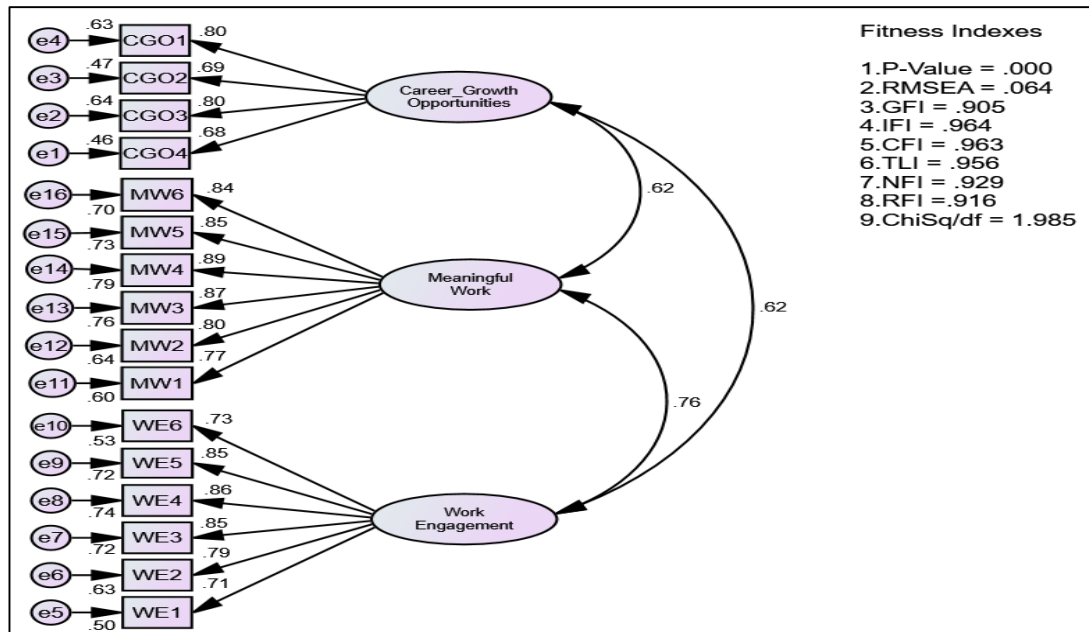 .63
e4
CGO1
.80
.47
e3
CGO2
.69
.64
e2
CGO3
.80
.46
e1
CGO4
.68
Career_Growth
Opportunities
e16
MW6
.84
.70
e15
MW5
.85
.73
e14
MW4
.89
.79
e13
MW3
.87
.76
e12
MW2
.80
.64
e11
MW1
.77
.60
Meaningful
Work
e10
WE6
.73
.53
e9
WE5
.85
.72
e8
WE4
.86
.74
e7
WE3
.85
.72
e6
WE2
.79
.63
e5
WE1
.71
.50
Work
Engagement
.62
.76
.62
Fitness Indexes
1.P-Value = .000
2.RMSEA = .064
3.GFI = .905
4.IFI = .964
5.CFI = .963
6.TLI = .956
7.NFI = .929
8.RFI =.916
9.ChiSq/df = 1.985